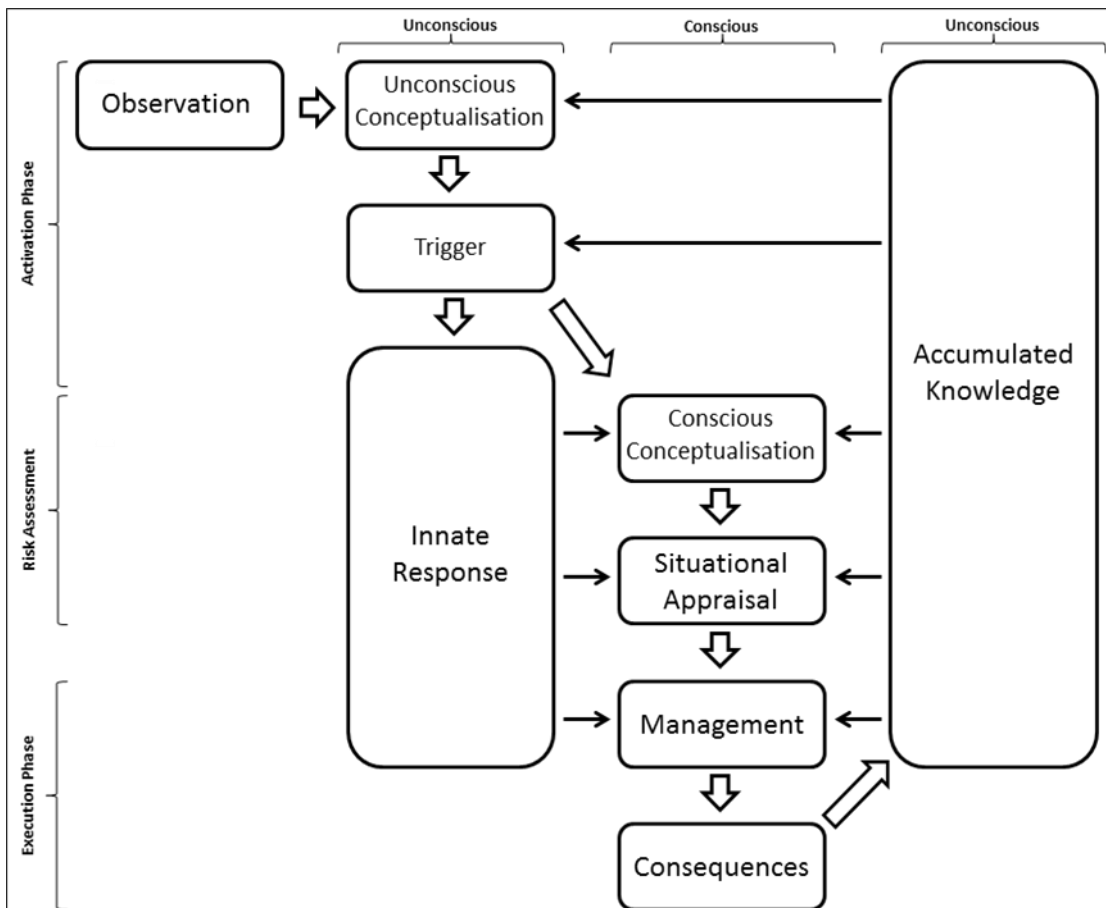 Unconscious
Conscious
Unconscious
Activation Phase
Observation
Unconscious
Conceptualisation
Trigger
Accumulated
Knowledge
Risk Assessment
Conscious
Conceptualisation
Innate
Response
Situational
Appraisal
Execution Phase
Management
Consequences